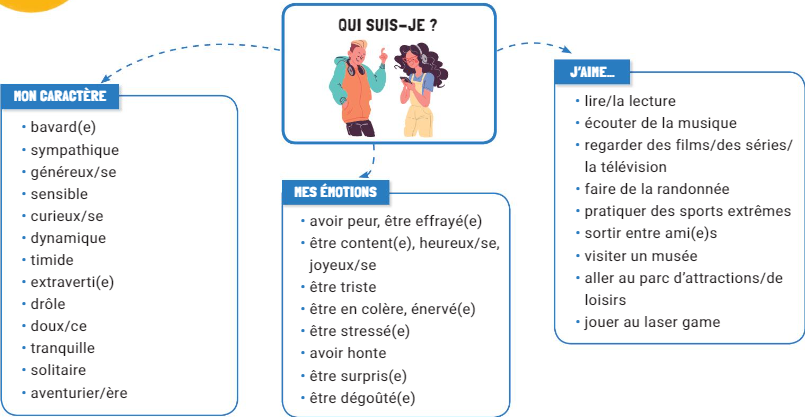 QUI SUIS-JE ?
MON CARACTÈRE
• bavard(e)
• sympathique
• généreux/se
• sensible
• curieux/se
• dynamique
• timide
• extraverti(e)
• drôle
• doux/ce
• tranquille
• solitaire
• aventurier/ère
MES ÉMOTIONS
• avoir peur, être effrayé(e)
• être content(e), heureux/se,
joyeux/se
• être triste
• être en colère, énervé(e)
• être stressé(e)
• avoir honte
• être surpris(e)
• être dégoûté(e)
J'AIME...
• lire/la lecture
• écouter de la musique
• regarder des films/des séries/
la télévision
• faire de la randonnée
• pratiquer des sports extrêmes
• sortir entre ami(e)s
• visiter un musée
• aller au parc d'attractions/de
loisirs
• jouer au laser game